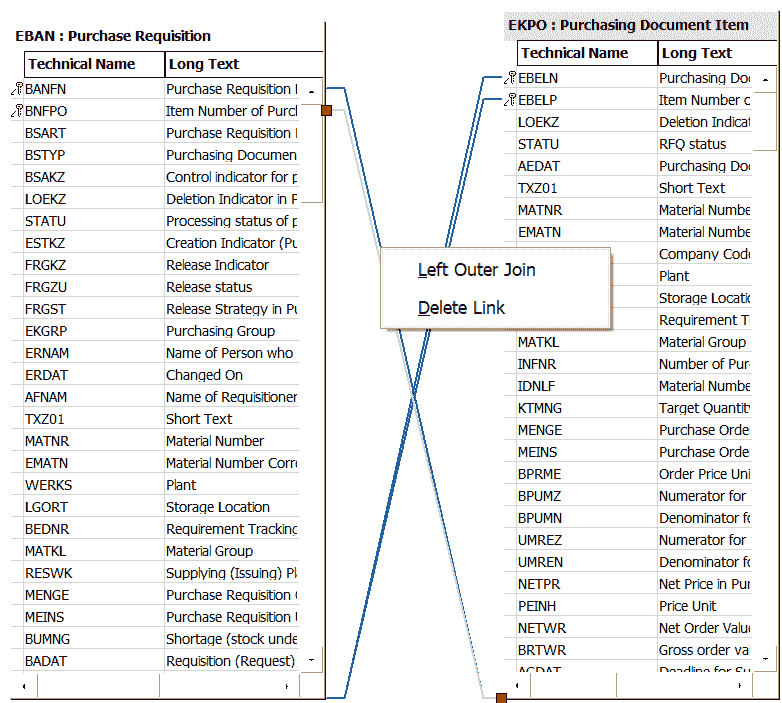 EBAN : Purchase Requisition
Technical Name Long Text
BANFN Purchase Requisition
BNFPO Item Number of Purcl
BSART Purchase Requisition
BSTYP Purchasing Documen
BSAKZ Control indicator for p
LOEKZ Deletion Indicator in P
STATU Processing status of p
ESTKZ Creation Indicator (Pu
FRGKZ Release Indicator
FRGZU Release status
FRGST Release Strategy in Pu
EKGRP Purchasing Group
ERNAM Name of Person who
ERDAT Changed On
AFNAM Name of Requisitioner
TXZ01 Short Text
MATNR Material Number
EMATN Material Number Corre
WERKS Plant
LGORT Storage Location
BEDNR Requirement Tracking
MATKL Material Group
RESWK Supplying (Issuing) Pl
MENGE Purchase Requisition
MEINS Purchase Requisition
BUMNG Shortage (stock unde
BADAT Requisition (Request)
EKPO : Purchasing Document Item
Technical Name Long Text
EBELN Purchasing Doc
EBELP Item Number o
LOEKZ Deletion Indicat
STATU RFQ status
AEDAT Purchasing Doc
TXZ01 Short Text
MATNR Material Numbe
EMATN Material Numbe
Company Code
Plant
Storage Locatio
Requirement T
MATKL Material Group
INFNR Number of Pur
IDNLF Material Numbe
KTMNG Target Quantity
MENGE Purchase Orde
MEINS Purchase Orde
BPRME Order Price Uni
BPUMZ Numerator for
BPUMN Denominator fo
UMREZ Numerator for
UMREN Denominator fo
NETPR Net Price in Pur
PEINH Price Unit
NETWR Net Order Value
BRTWR Gross order va
AGDAT Deadline for Su
Left Outer Join
Delete Link